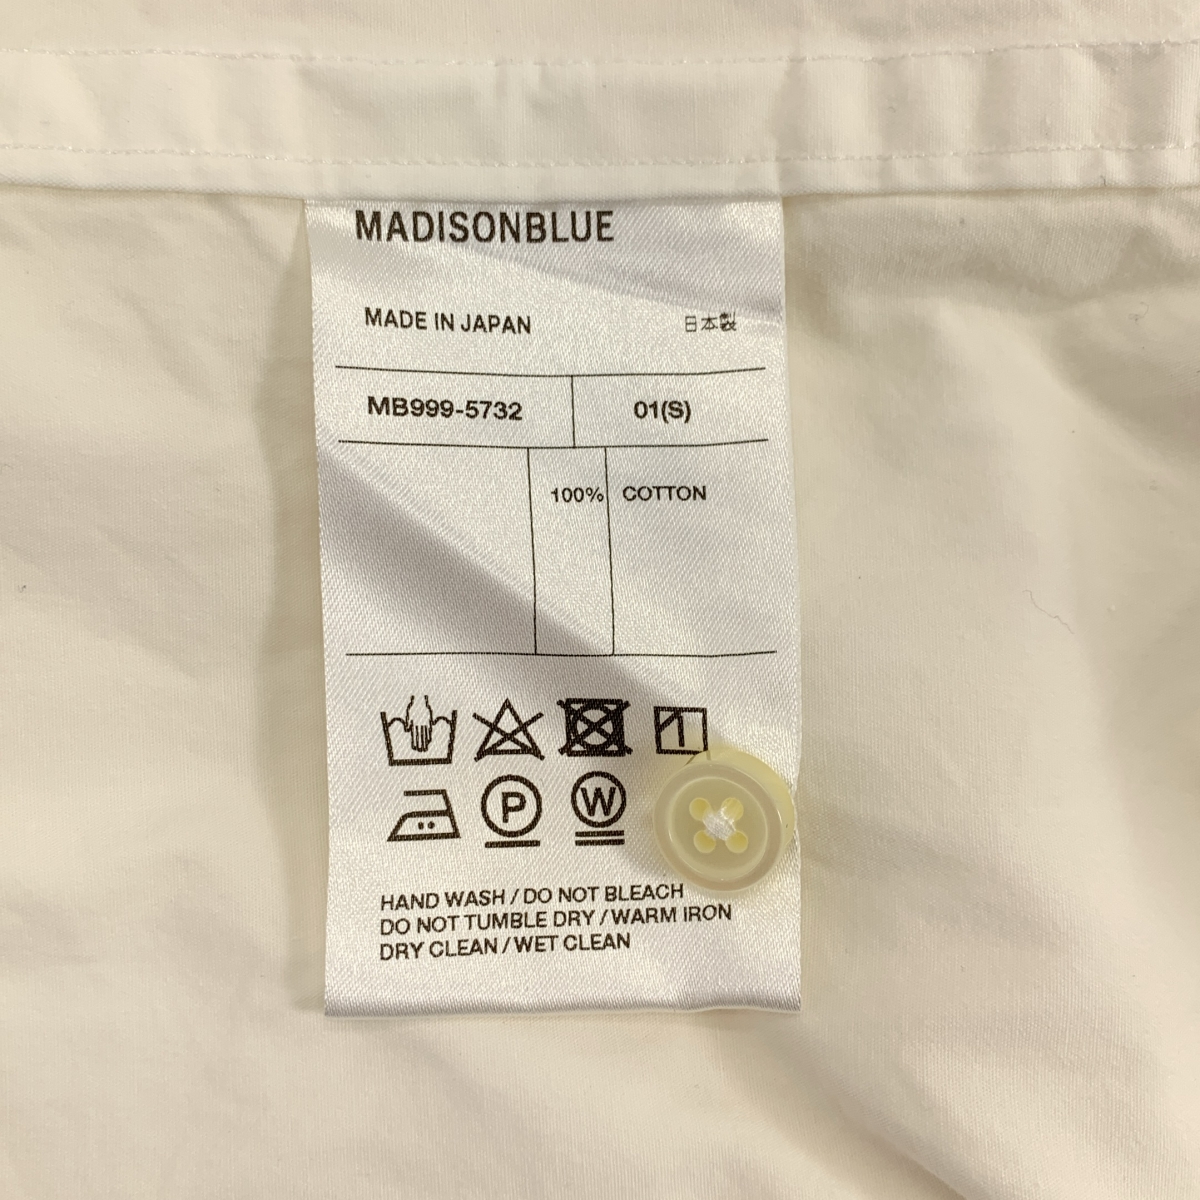 MADISONBLUE
MADE IN JAPAN 日本製
MB999-5732 01(S)
100% COTTON
P W
HAND WASH / DO NOT BLEACH
DO NOT TUMBLE DRY / WARM IRON
DRY CLEAN / WET CLEAN